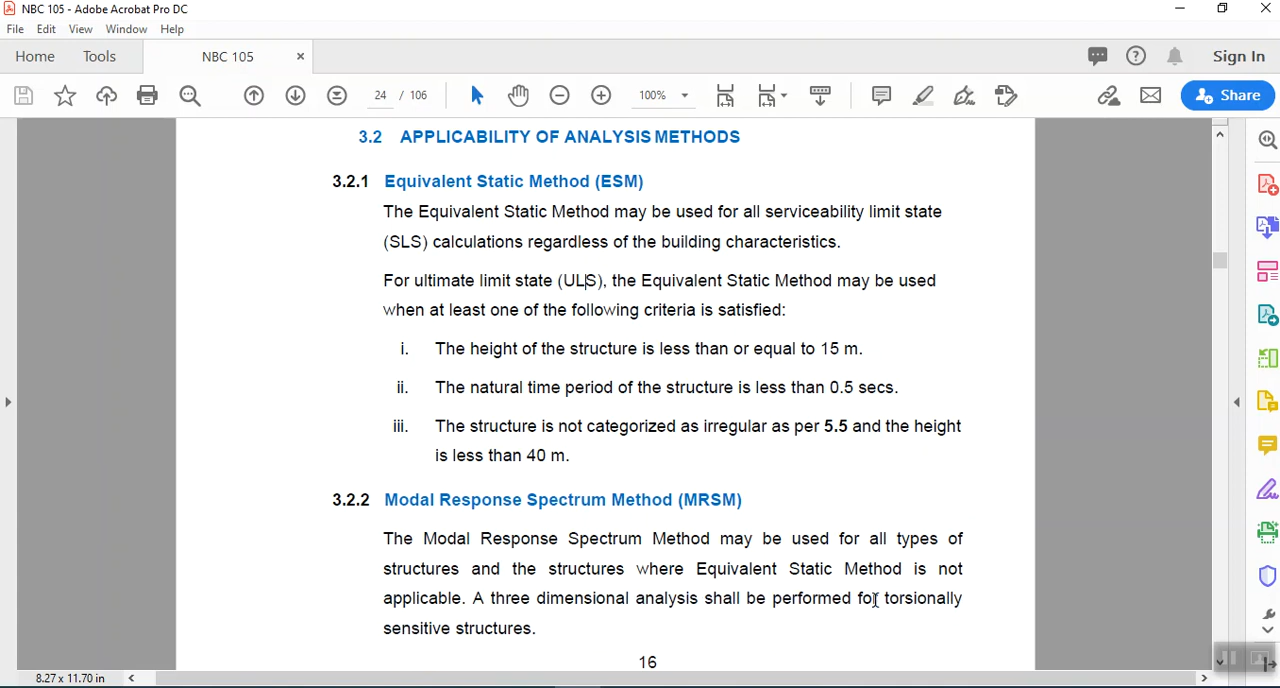 NBC 105 - Adobe Acrobat Pro DC
File Edit View Window Help
Home Tools NBC 105 Sign In
24 / 106 100% Share
3.2 APPLICABILITY OF ANALYSIS METHODS
3.2.1 Equivalent Static Method (ESM)
The Equivalent Static Method may be used for all serviceability limit state
(SLS) calculations regardless of the building characteristics.
For ultimate limit state (ULS), the Equivalent Static Method may be used
when at least one of the following criteria is satisfied:
i. The height of the structure is less than or equal to 15 m.
ii. The natural time period of the structure is less than 0.5 secs.
iii. The structure is not categorized as irregular as per 5.5 and the height
is less than 40 m.
3.2.2 Modal Response Spectrum Method (MRSM)
The Modal Response Spectrum Method may be used for all types of
structures and the structures where Equivalent Static Method is not
applicable. A three dimensional analysis shall be performed for torsionally
sensitive structures.
16
8.27 x 11.70 in